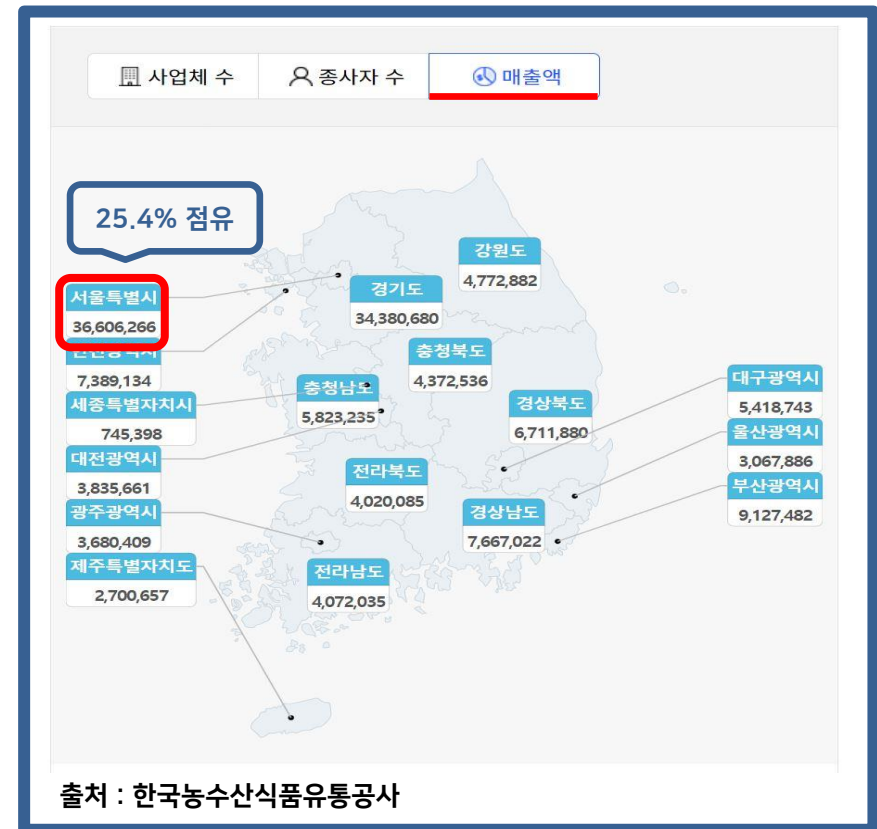 사업체 수
종사자 수
매출액
25.4% 점유
강원도
4,772,882
서울특별시
36,606,266
경기도
34,380,680
7,389,134
충청북도
4,372,536
세종특별자치시
745,398
충청남도
5,823,235
대구광역시
5,418,743
경상북도
6,711,880
울산광역시
3,067,886
대전광역시
3,835,661
전라북도
4,020,085
부산광역시
9,127,482
광주광역시
3,680,409
경상남도
7,667,022
제주특별자치도
2,700,657
전라남도
4,072,035
출처 : 한국농수산식품유통공사